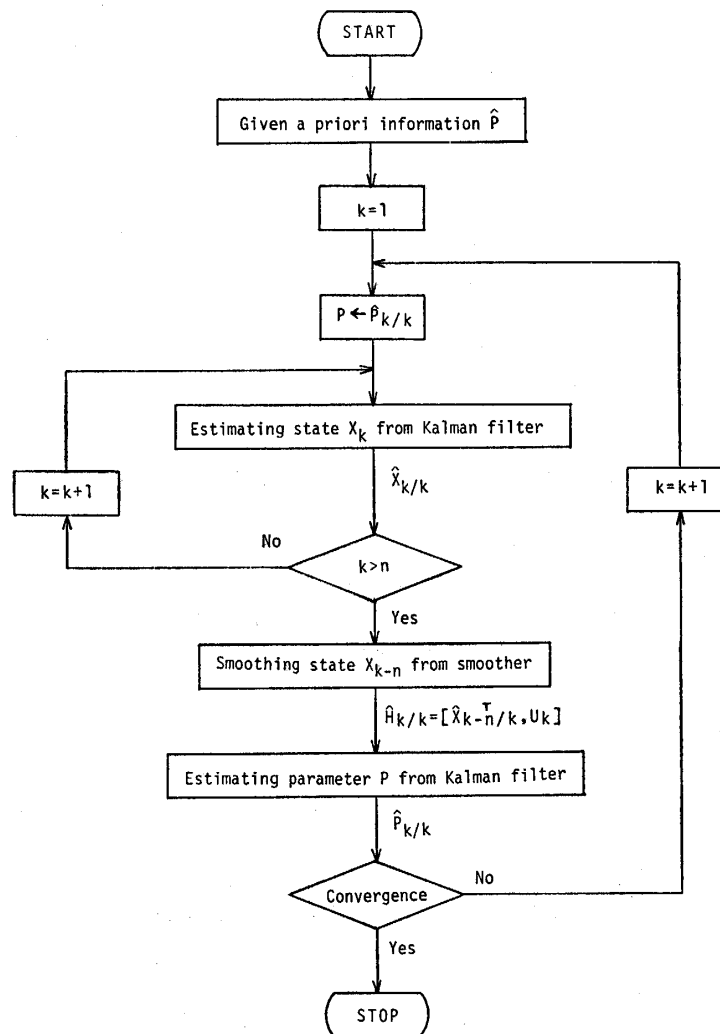 START
Given a priori information P̂
k=1
P ← P̂k/k
Estimating state Xk from Kalman filter
X̂k/k
k=k+1
k=k+1
No
k>n
Yes
Smoothing state Xk-n from smoother
Ĥk/k=[X̂ᵀk-n/k,Uk]
Estimating parameter P from Kalman filter
P̂k/k
No
Convergence
Yes
STOP